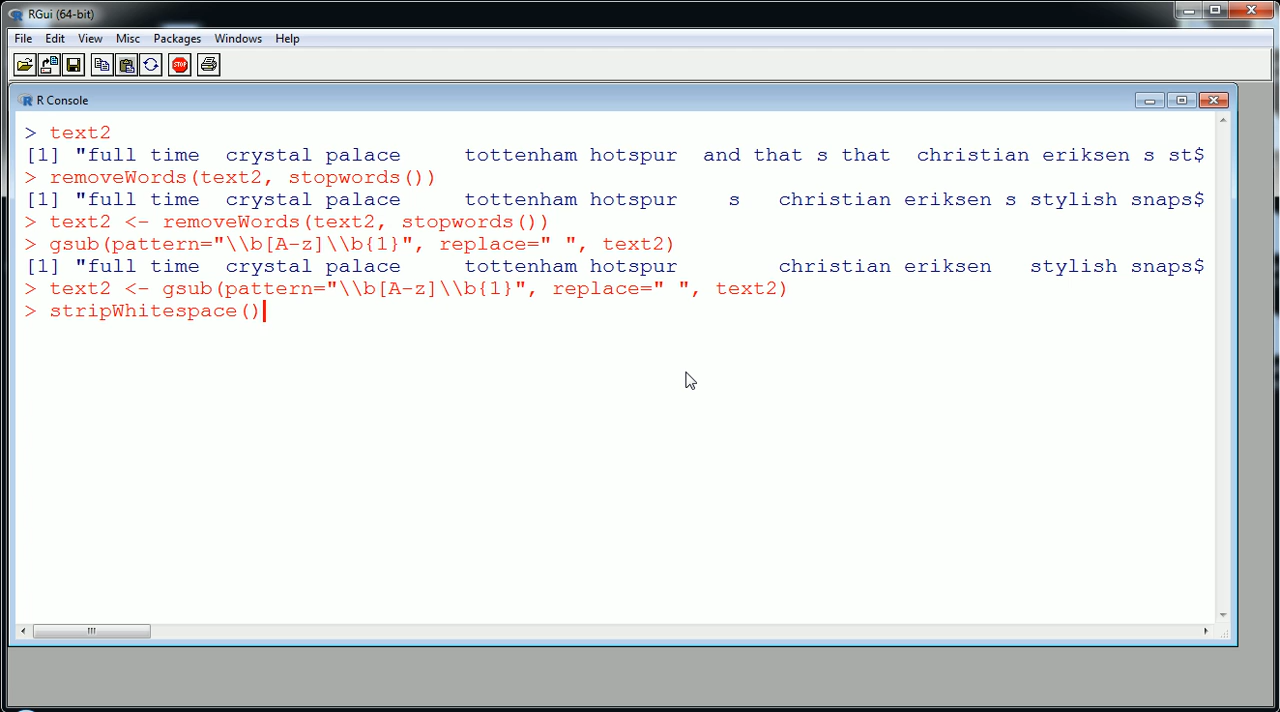 RGui (64-bit)
File Edit View Misc Packages Windows Help
STOP
R Console
> text2
[1] "full time  crystal palace     tottenham hotspur  and that s that  christian eriksen s st$
> removeWords(text2, stopwords())
[1] "full time  crystal palace     tottenham hotspur    s   christian eriksen s stylish snaps$
> text2 <- removeWords(text2, stopwords())
> gsub(pattern="\\b[A-z]\\b{1}", replace=" ", text2)
[1] "full time  crystal palace     tottenham hotspur        christian eriksen   stylish snaps$
> text2 <- gsub(pattern="\\b[A-z]\\b{1}", replace=" ", text2)
> stripWhitespace()